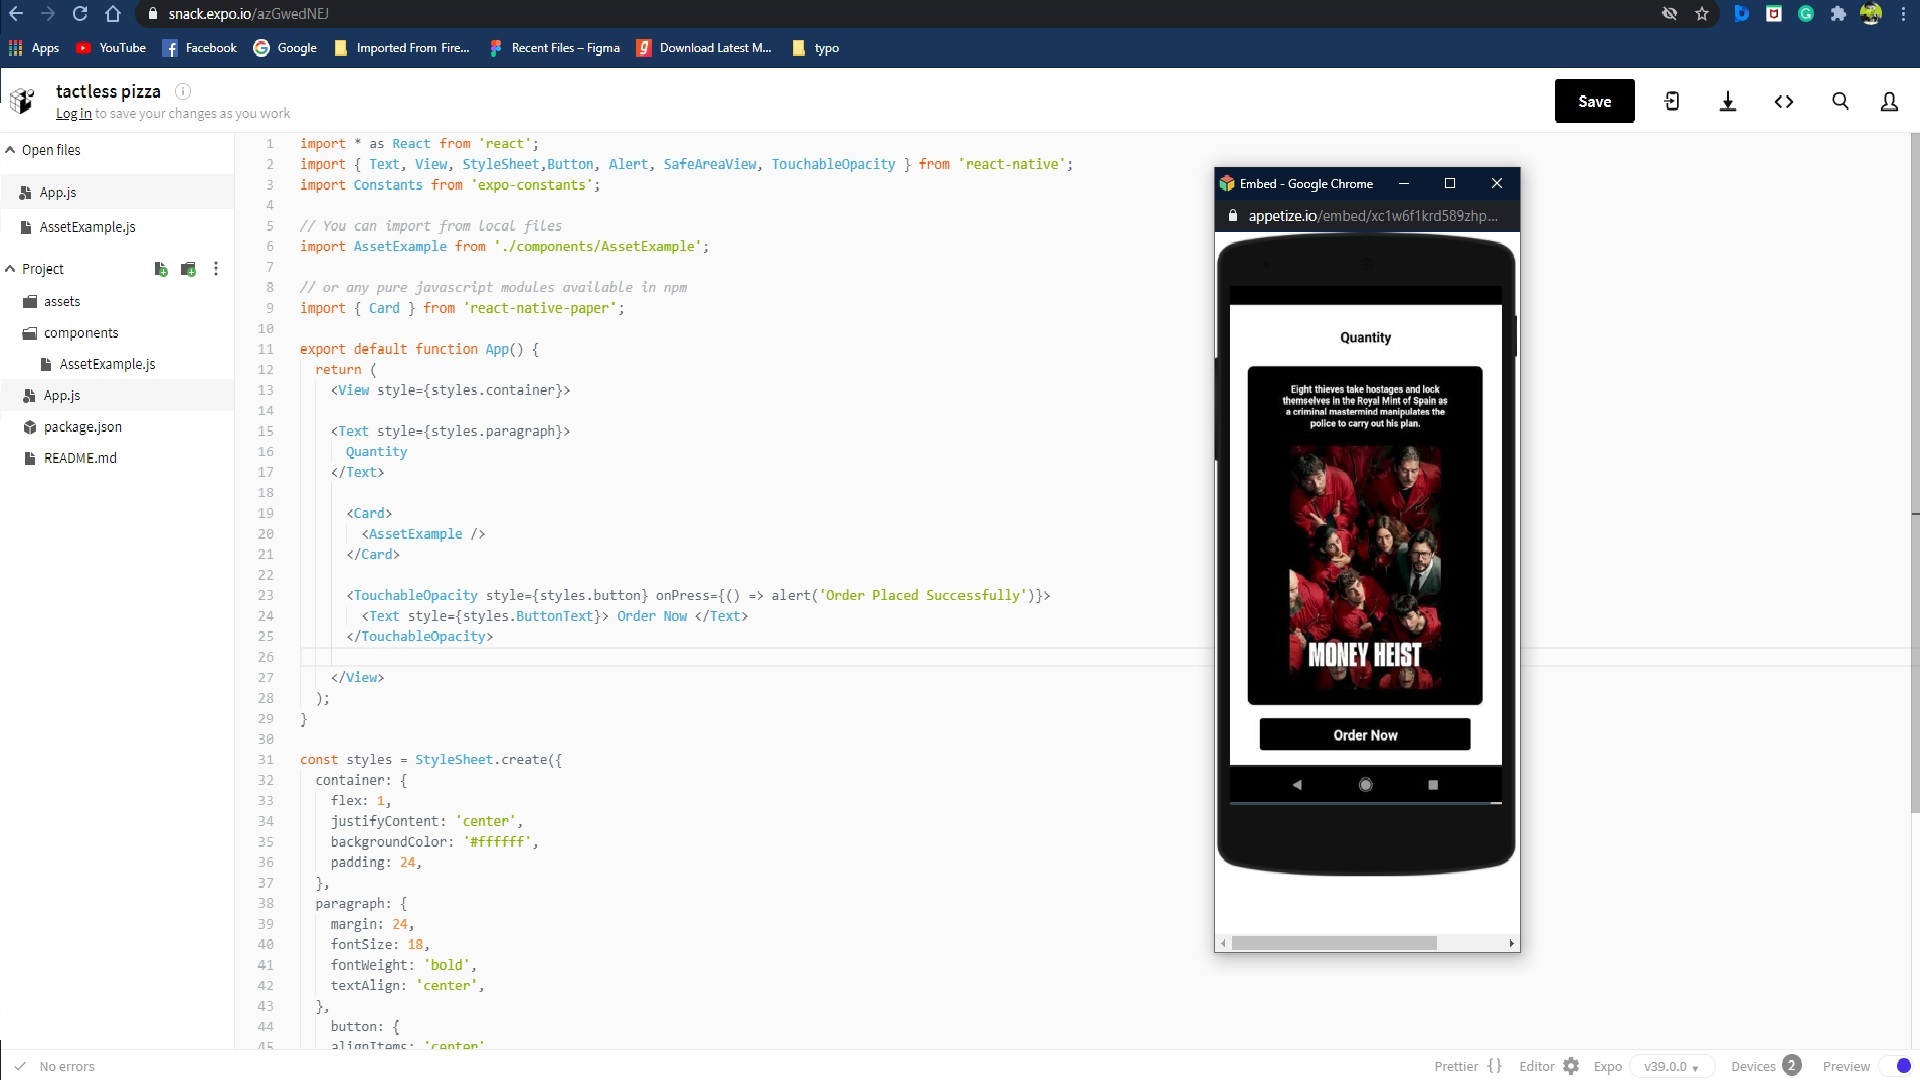 snack.expo.io/azGwedNEJ
Apps YouTube Facebook Google Imported From Fire... Recent Files – Figma Download Latest M... typo
tactless pizza
Log in to save your changes as you work
Save
Open files
App.js
AssetExample.js
Project
assets
components
AssetExample.js
App.js
package.json
README.md
1 import * as React from 'react';
2 import { Text, View, StyleSheet,Button, Alert, SafeAreaView, TouchableOpacity } from 'react-native';
3 import Constants from 'expo-constants';
4
5 // You can import from local files
6 import AssetExample from './components/AssetExample';
7
8 // or any pure javascript modules available in npm
9 import { Card } from 'react-native-paper';
10
11 export default function App() {
12 return (
13 <View style={styles.container}>
14
15 <Text style={styles.paragraph}>
16 Quantity
17 </Text>
18
19 <Card>
20 <AssetExample />
21 </Card>
22
23 <TouchableOpacity style={styles.button} onPress={() => alert('Order Placed Successfully')}>
24 <Text style={styles.ButtonText}> Order Now </Text>
25 </TouchableOpacity>
26
27 </View>
28 );
29 }
30
31 const styles = StyleSheet.create({
32 container: {
33 flex: 1,
34 justifyContent: 'center',
35 backgroundColor: '#ffffff',
36 padding: 24,
37 },
38 paragraph: {
39 margin: 24,
40 fontSize: 18,
41 fontWeight: 'bold',
42 textAlign: 'center',
43 },
44 button: {
45 alignItems: 'center'
Embed - Google Chrome
appetize.io/embed/xc1w6f1krd589zhp...
Quantity
Eight thieves take hostages and lock
themselves in the Royal Mint of Spain as
a criminal mastermind manipulates the
police to carry out his plan.
MONEY HEIST
Order Now
No errors
Prettier {} Editor Expo v39.0.0 Devices 2 Preview